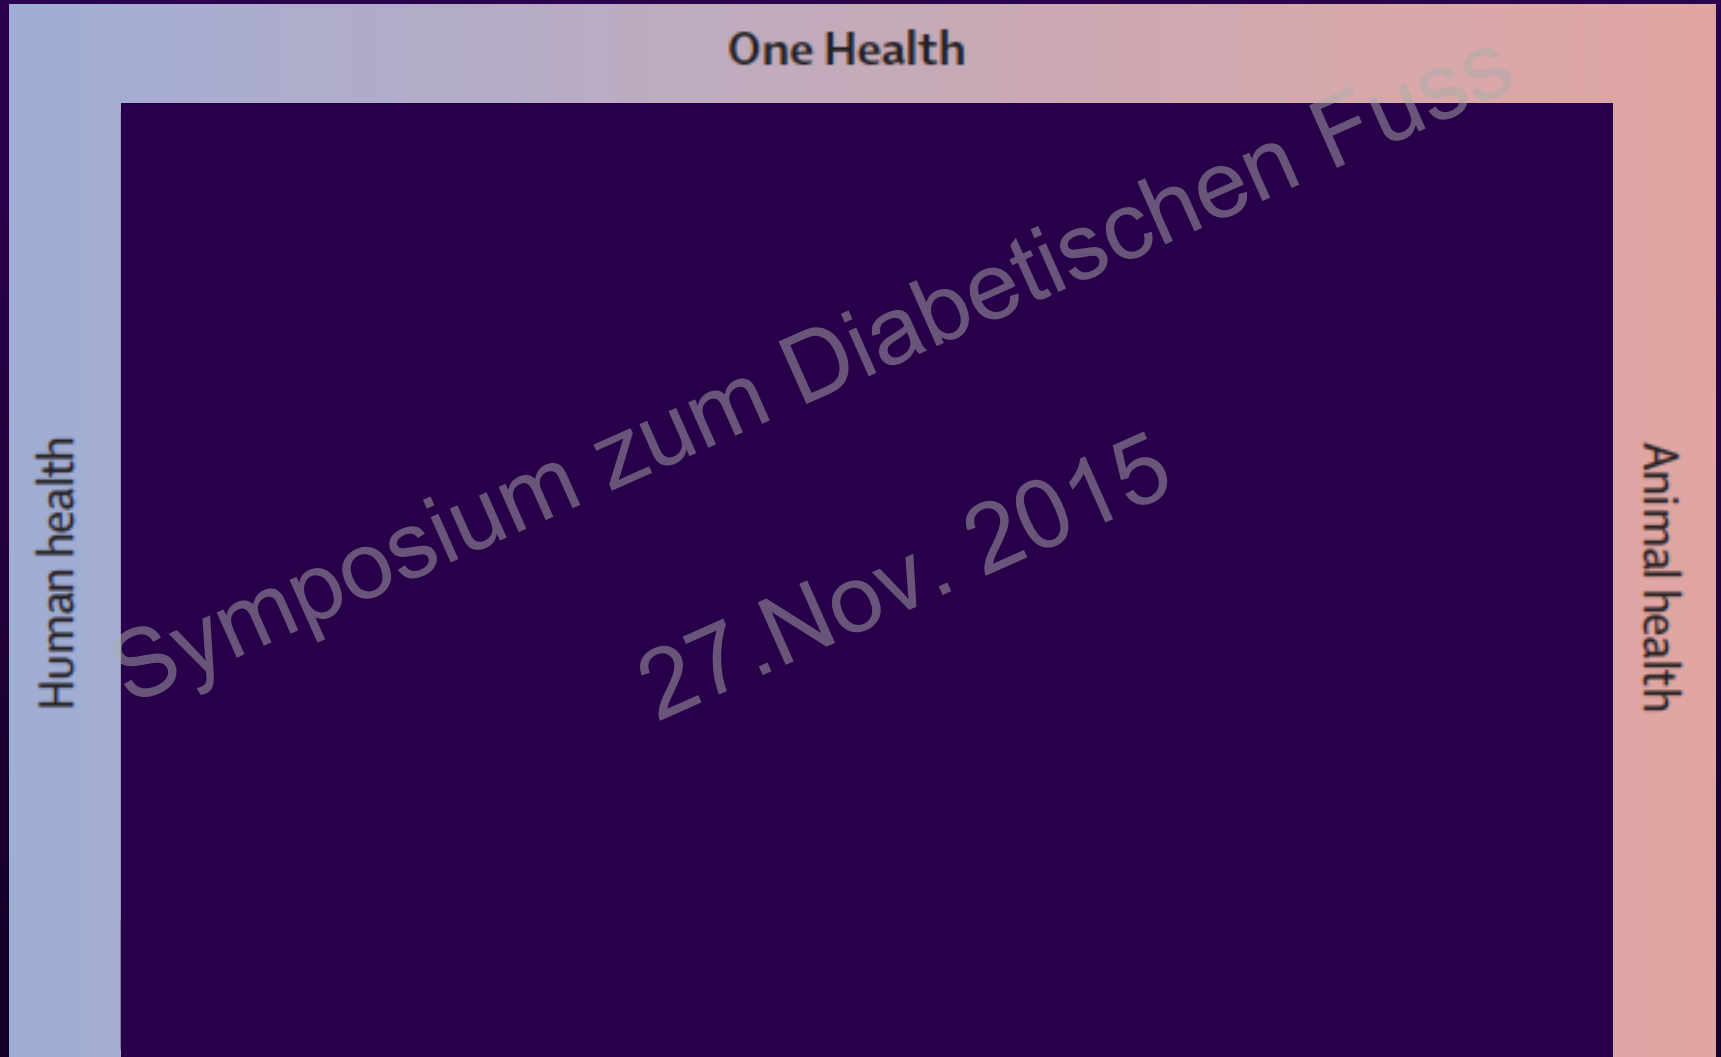 One Health
Human health
Animal health
Symposium zum Diabetischen Fuss
27.Nov. 2015